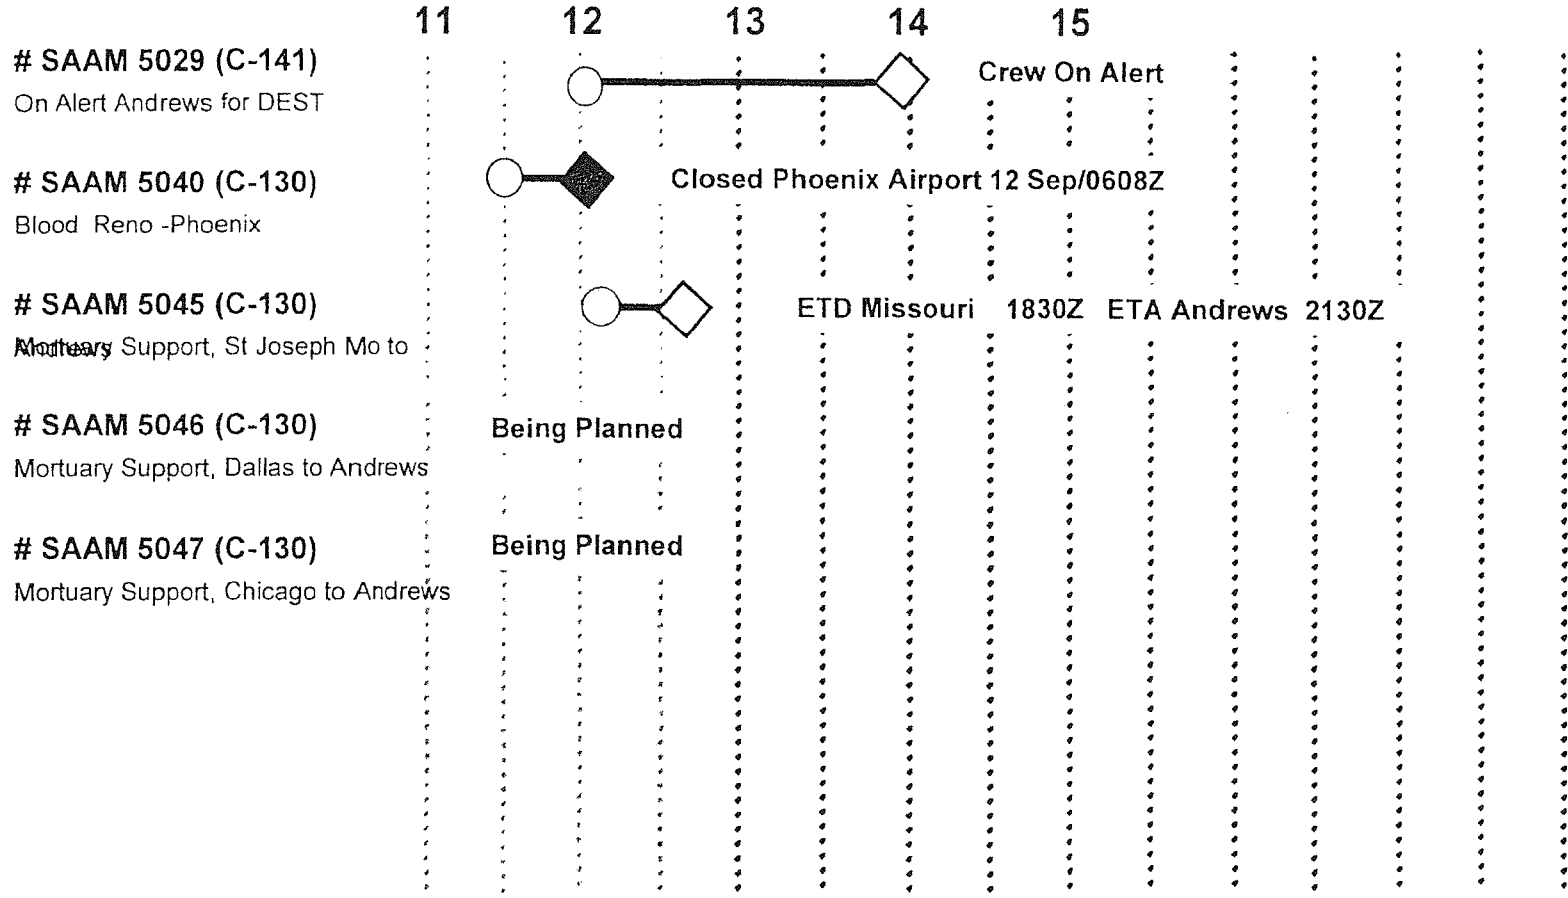 11 12 13 14 15
# SAAM 5029 (C-141)
Crew On Alert
On Alert Andrews for DEST
# SAAM 5040 (C-130)
Closed Phoenix Airport 12 Sep/0608Z
Blood Reno -Phoenix
# SAAM 5045 (C-130)
ETD Missouri 1830Z ETA Andrews 2130Z
Mortuary Support, St Joseph Mo to
Andrews
# SAAM 5046 (C-130)
Being Planned
Mortuary Support, Dallas to Andrews
# SAAM 5047 (C-130)
Being Planned
Mortuary Support, Chicago to Andrews